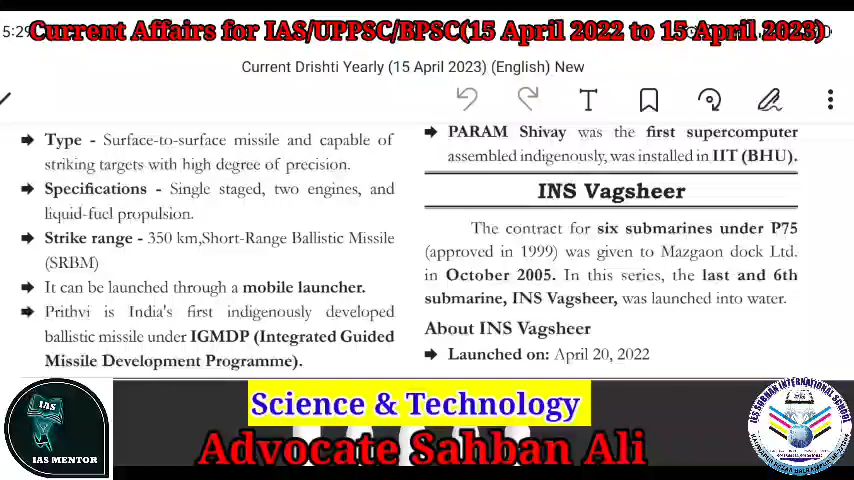 Current Affairs for IAS/UPPSC/BPSC(15 April 2022 to 15 April 2023)
5:29
Current Drishti Yearly (15 April 2023) (English) New
Type - Surface-to-surface missile and capable of
striking targets with high degree of precision.
Specifications - Single staged, two engines, and
liquid-fuel propulsion.
Strike range - 350 km,Short-Range Ballistic Missile
(SRBM)
It can be launched through a mobile launcher.
Prithvi is India's first indigenously developed
ballistic missile under IGMDP (Integrated Guided
Missile Development Programme).
PARAM Shivay was the first supercomputer
assembled indigenously, was installed in IIT (BHU).
INS Vagsheer
The contract for six submarines under P75
(approved in 1999) was given to Mazgaon dock Ltd.
in October 2005. In this series, the last and 6th
submarine, INS Vagsheer, was launched into water.
About INS Vagsheer
Launched on: April 20, 2022
Science & Technology
Advocate Sahban Ali
IAS
IAS MENTOR